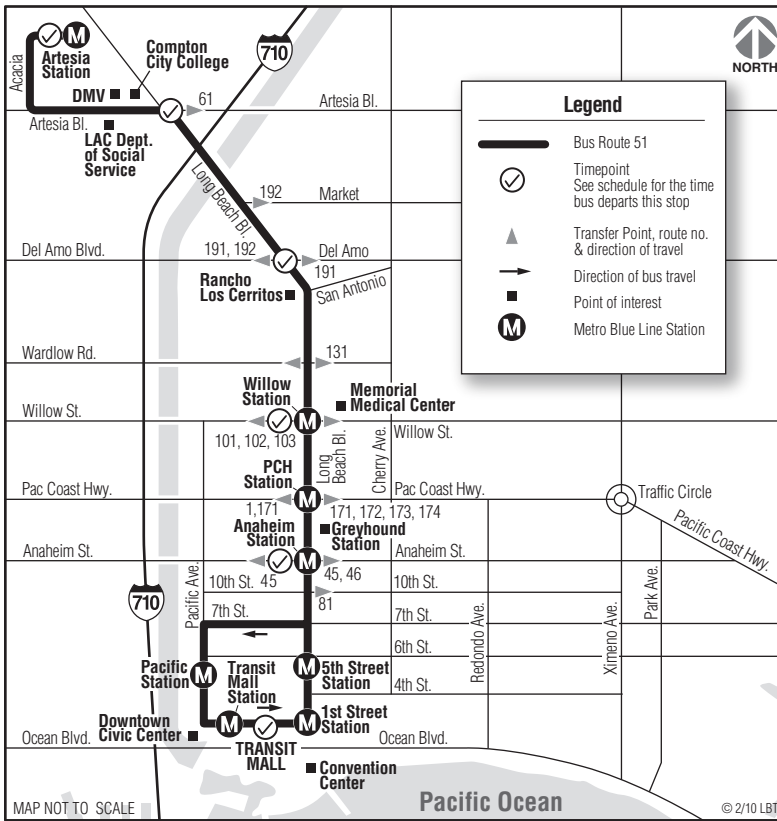 Acacia
M
Artesia
Station
Compton
City College
DMV
710
NORTH
61
Artesia Bl.
Artesia Bl.
LAC Dept.
of Social
Service
Legend
Bus Route 51
Timepoint
See schedule for the time
bus departs this stop
Transfer Point, route no.
& direction of travel
Direction of bus travel
Point of interest
M
Metro Blue Line Station
Long Beach Bl.
192
Market
Del Amo Blvd.
191, 192
Del Amo
191
Rancho
Los Cerritos
San Antonio
Wardlow Rd.
131
Willow
Station
Memorial
Medical Center
Willow St.
M
Willow St.
101, 102, 103
Long
Beach Bl.
Cherry Ave.
PCH
Station
Pac Coast Hwy.
M
Pac Coast Hwy.
Traffic Circle
1,171
171, 172, 173, 174
Pacific Coast Hwy.
Anaheim
Station
Greyhound
Station
Anaheim St.
M
Anaheim St.
45, 46
10th St.
45
10th St.
81
710
Pacific Ave.
7th St.
7th St.
6th St.
4th St.
Redondo Ave.
Ximeno Ave.
Park Ave.
Pacific
Station
M
Transit
Mall
Station
M
M
5th Street
Station
M
1st Street
Station
Downtown
Civic Center
Ocean Blvd.
TRANSIT
MALL
Ocean Blvd.
Convention
Center
Pacific Ocean
MAP NOT TO SCALE
© 2/10 LBT